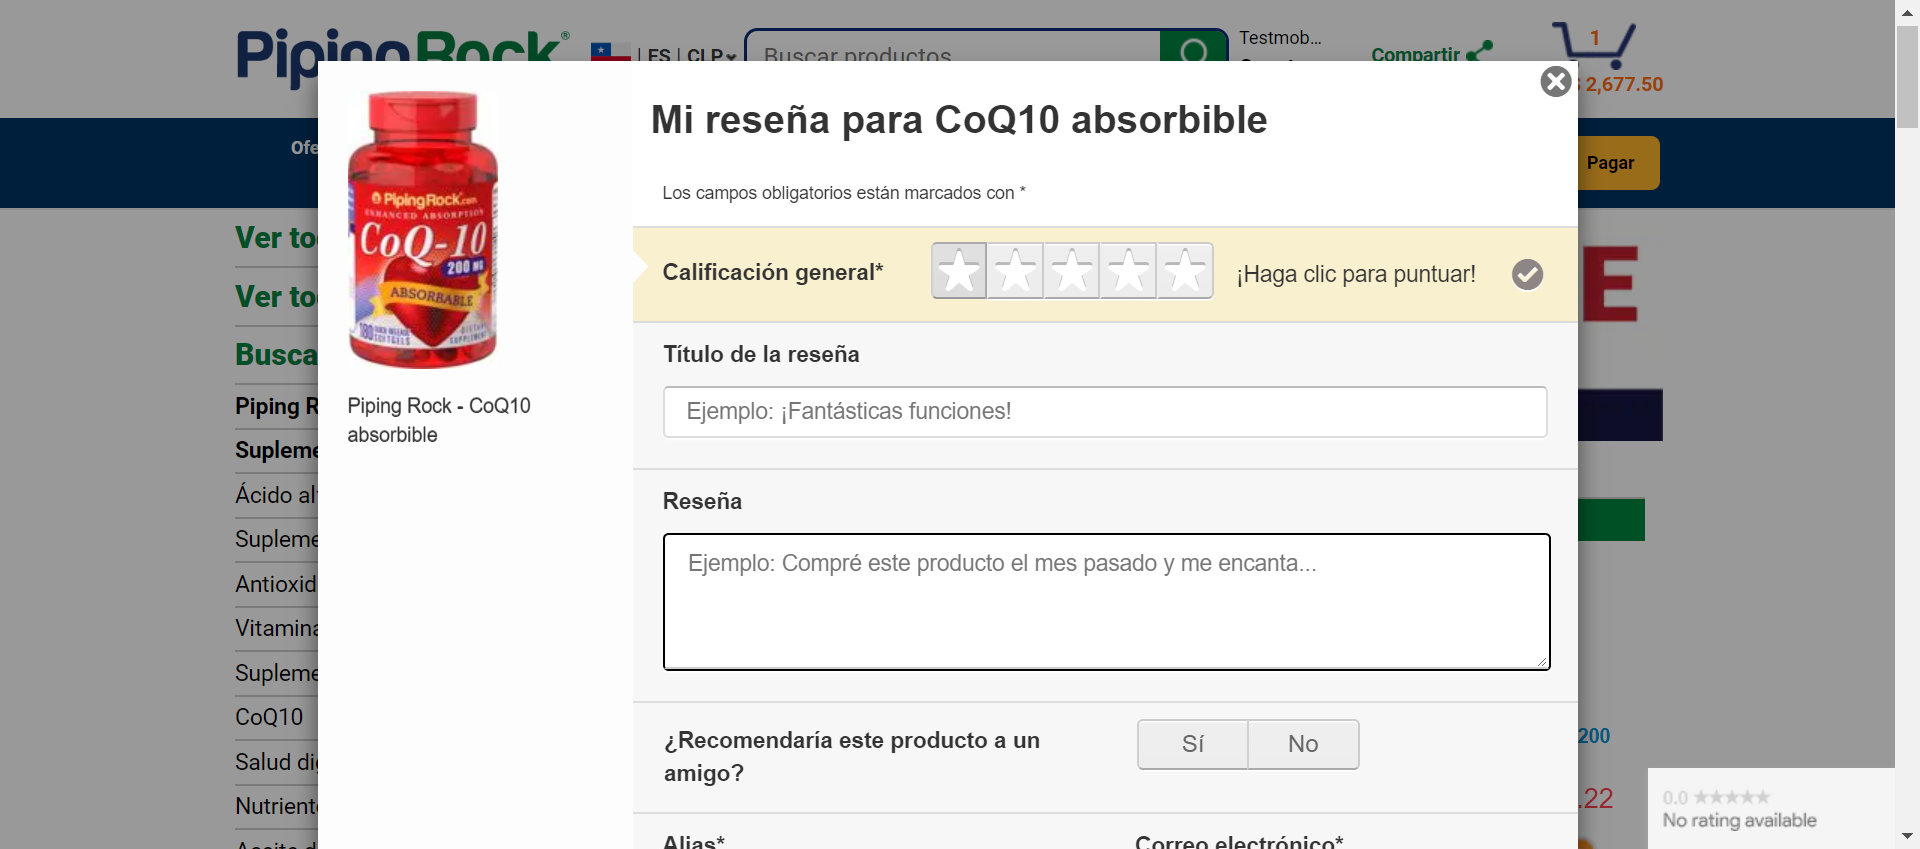 PipingRock®
| ES | CLP
Buscar productos
Testmob...
Compartir
1
2,677.50
Ofe
Pagar
Mi reseña para CoQ10 absorbible
Los campos obligatorios están marcados con *
PipingRock.com
ENHANCED ABSORPTION
CoQ-10
200 MG
ABSORBABLE
180 QUICK RELEASE SOFTGELS
DIETARY SUPPLEMENT
Piping Rock - CoQ10
absorbible
Calificación general*
¡Haga clic para puntuar!
Título de la reseña
Ejemplo: ¡Fantásticas funciones!
Reseña
Ejemplo: Compré este producto el mes pasado y me encanta...
¿Recomendaría este producto a un
amigo?
Sí
No
Alias*
Correo electrónico*
Ver to
Ver to
Busca
Piping R
Supleme
Ácido al
Supleme
Antioxid
Vitamina
Supleme
CoQ10
Salud dig
Nutriente
Aceite d
E
200
.22
0.0
No rating available